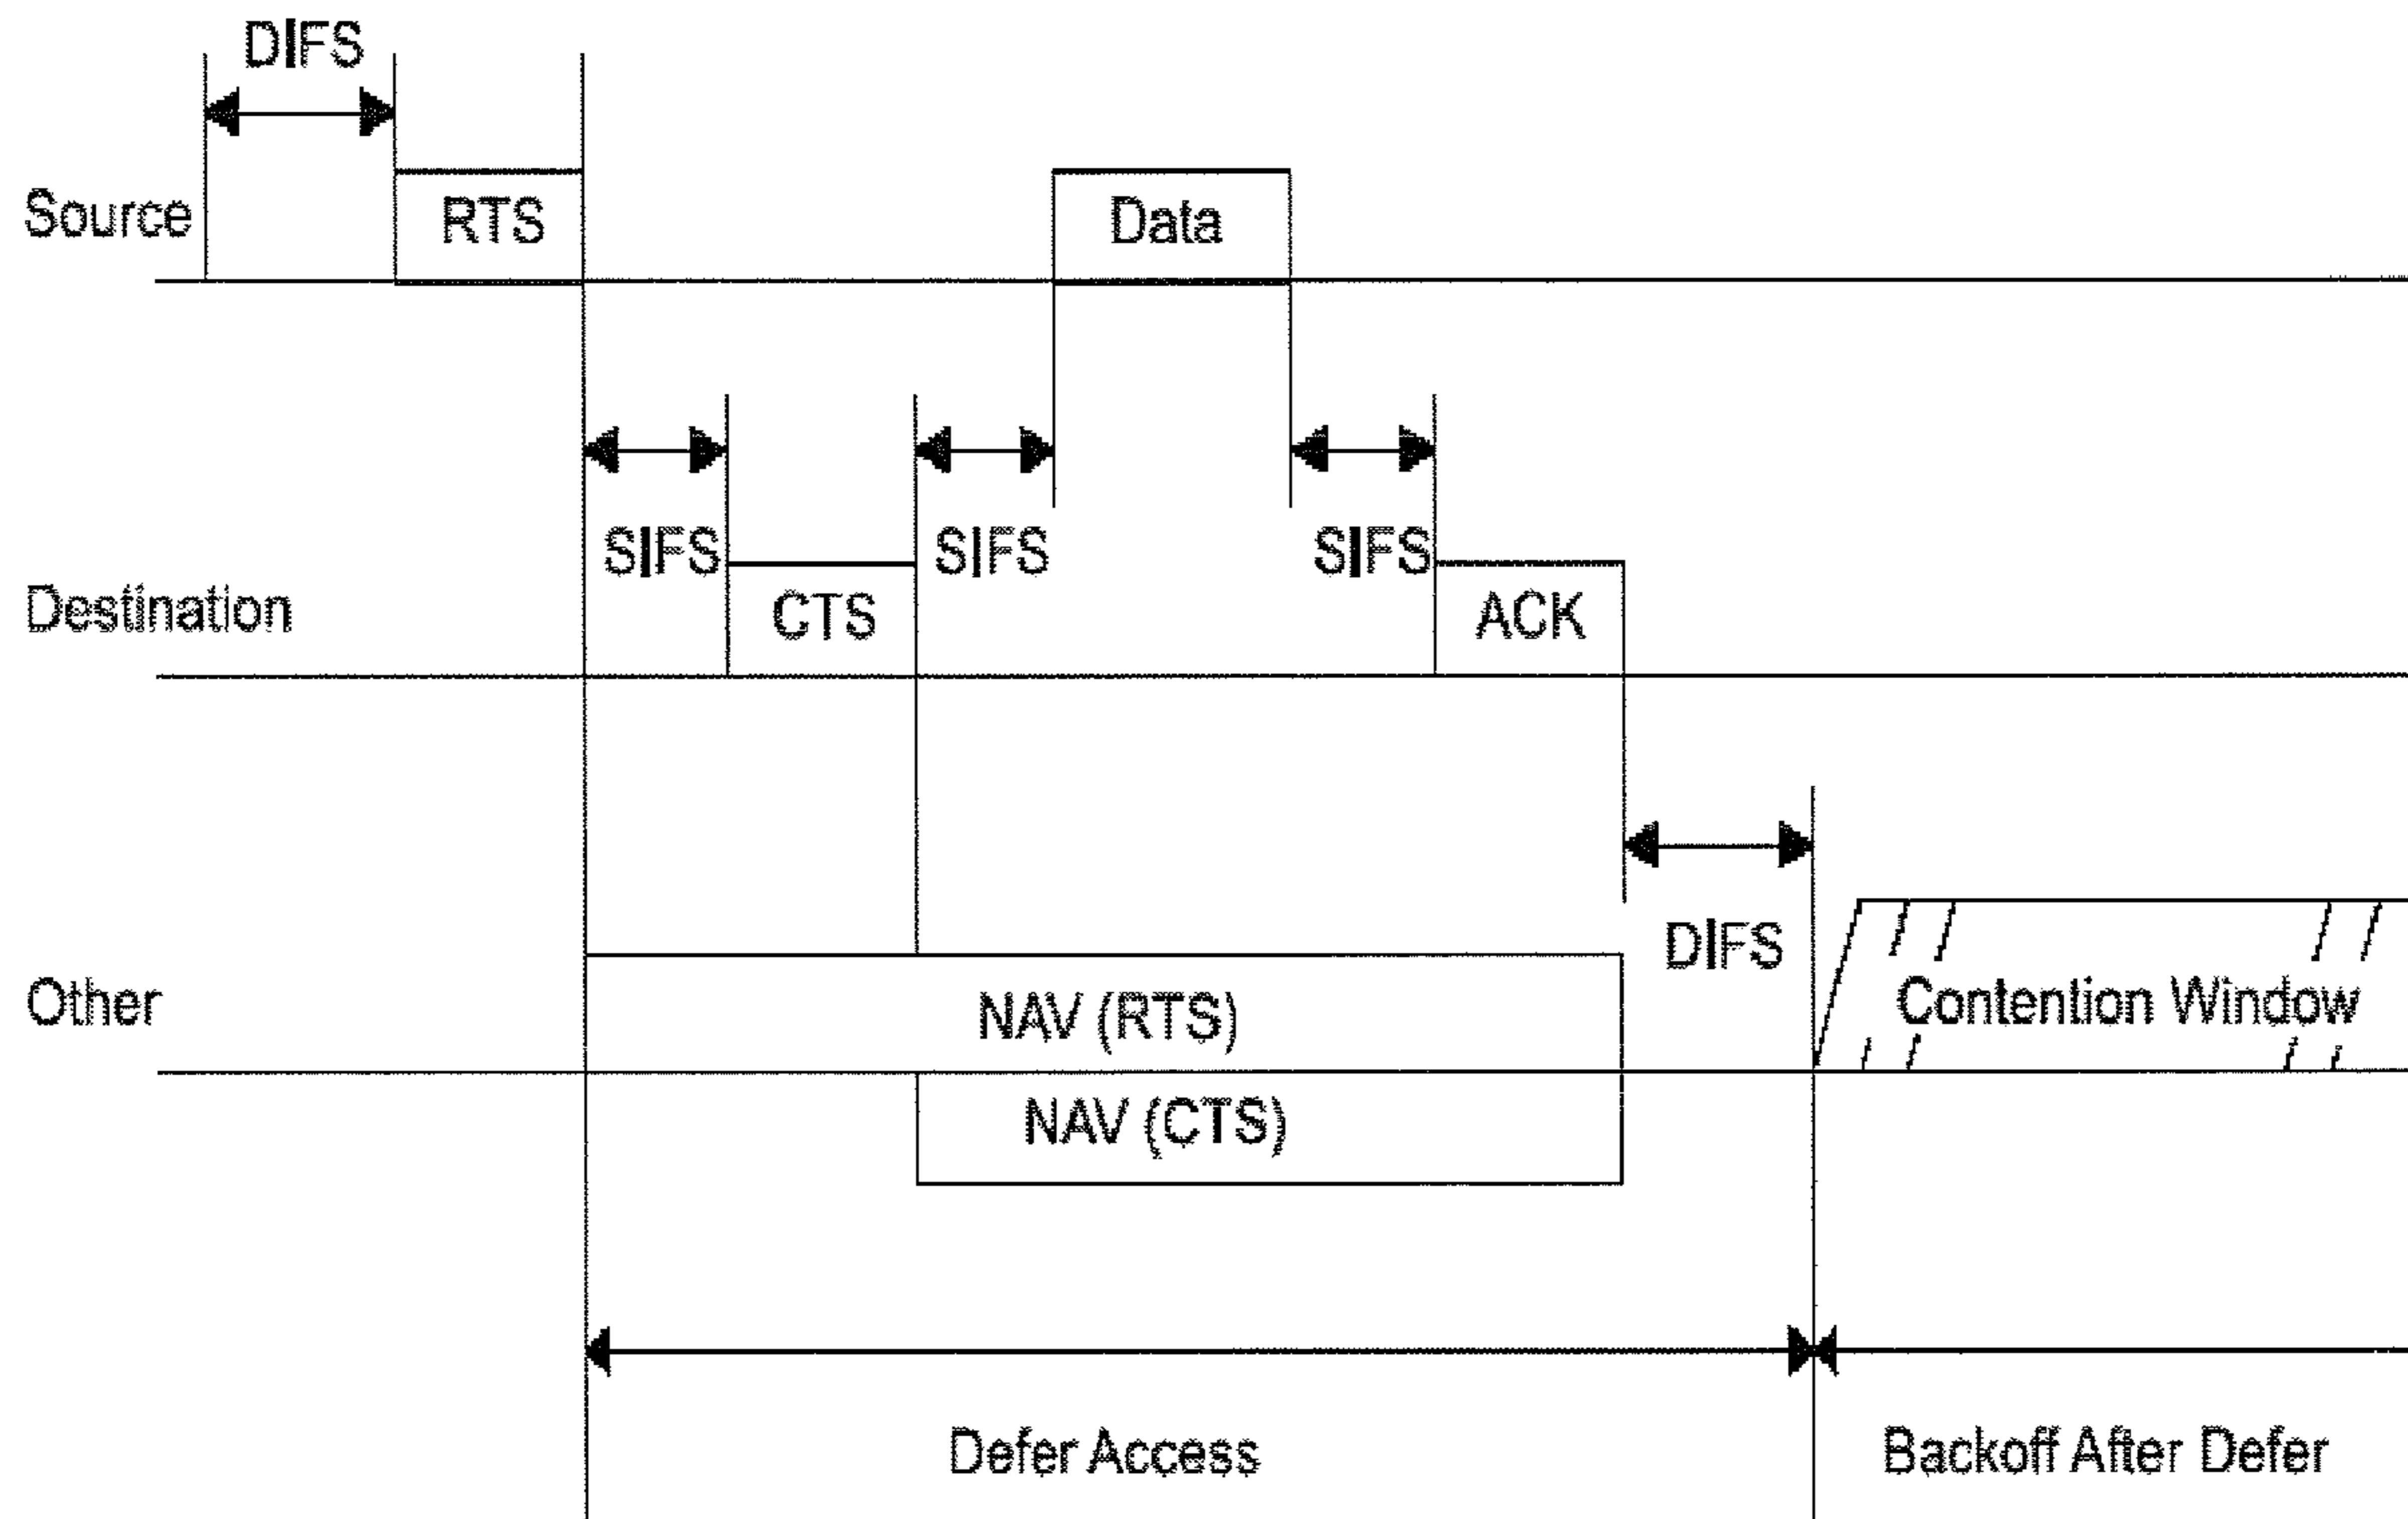 DIFS
Source
RTS
Data
SIFS
SIFS
SIFS
Destination
CTS
ACK
DIFS
Other
NAV (RTS)
Contention Window
NAV (CTS)
Defer Access
Backoff After Defer